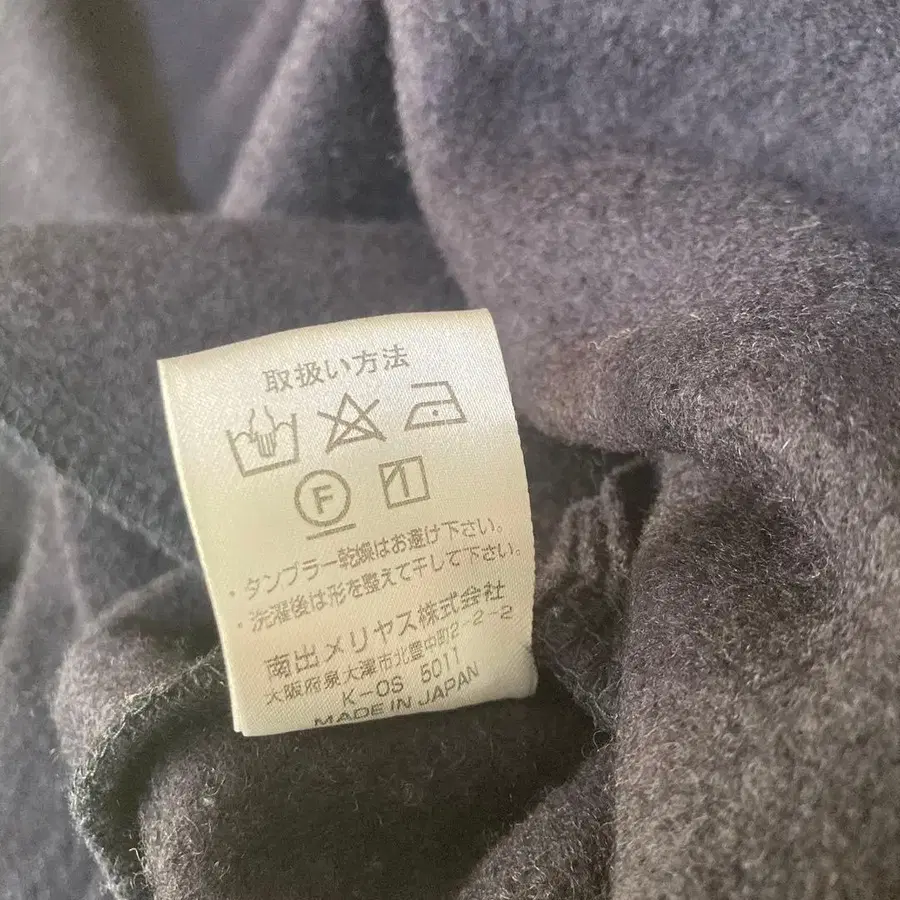 取扱い方法
F
・タンブラー乾燥はお避け下さい。
・洗濯後は形を整えて干して下さい。
南出メリヤス株式会社
大阪府泉大津市北豊中町2-2-2
K-OS 5011
MADE IN JAPAN